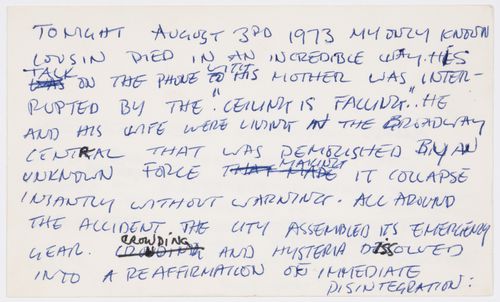 TONIGHT AUGUST 3RD 1973 MY ONLY KNOWN
COUSIN DIED IN AN INCREDIBLE WAY. HIS
TALK ON THE PHONE WITH HIS MOTHER WAS INTER-
RUPTED BY THE "CEILING IS FALLING". HE
AND HIS WIFE WERE LIVING AT THE BROADWAY
CENTRAL THAT WAS DEMOLISHED BY AN
UNKNOWN FORCE THAT MADE MAKING IT COLLAPSE
INSANTLY WITHOUT WARNING. ALL AROUND
THE ACCIDENT THE CITY ASSEMBLED ITS EMERGENCY
GEAR. CROWDING AND HYSTERIA DISSOLVED
INTO A REAFFIRMATION OF IMMEDIATE
DISINTEGRATION: